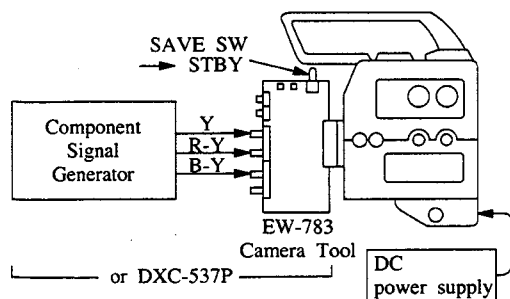 SAVE SW
→ STBY
Component
Signal
Generator
Y
R-Y
B-Y
EW-783
Camera Tool
or DXC-537P
DC
power supply